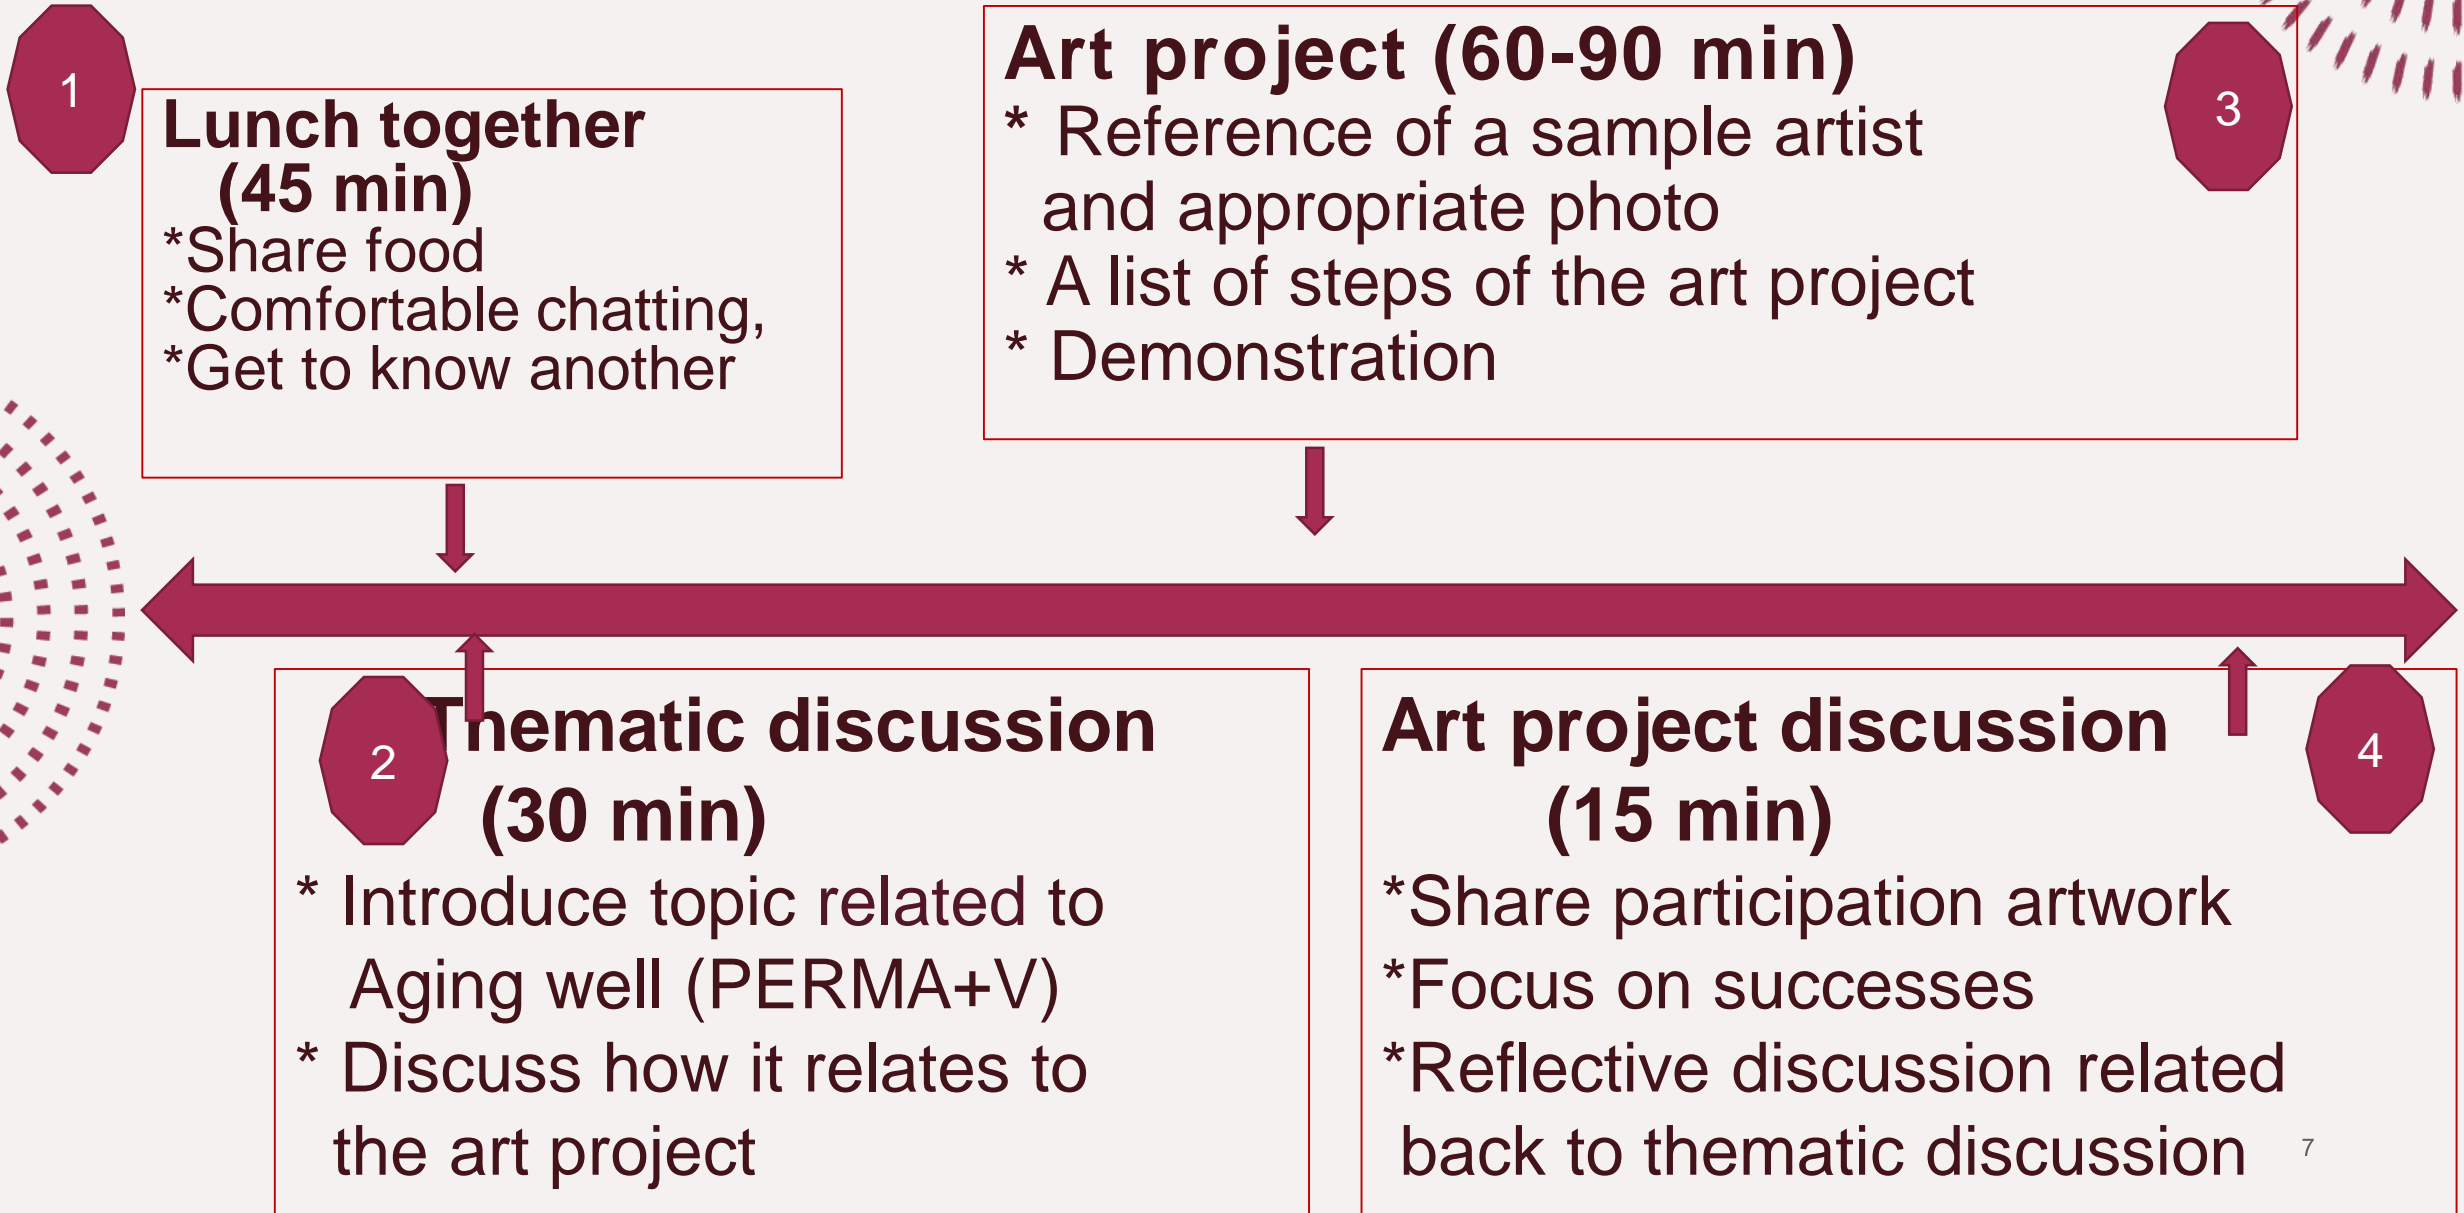 1
Lunch together
(45 min)
*Share food
*Comfortable chatting,
*Get to know another
2
Thematic discussion
(30 min)
* Introduce topic related to
Aging well (PERMA+V)
* Discuss how it relates to
the art project
3
Art project (60-90 min)
* Reference of a sample artist
and appropriate photo
* A list of steps of the art project
* Demonstration
4
Art project discussion
(15 min)
*Share participation artwork
*Focus on successes
*Reflective discussion related
back to thematic discussion
7